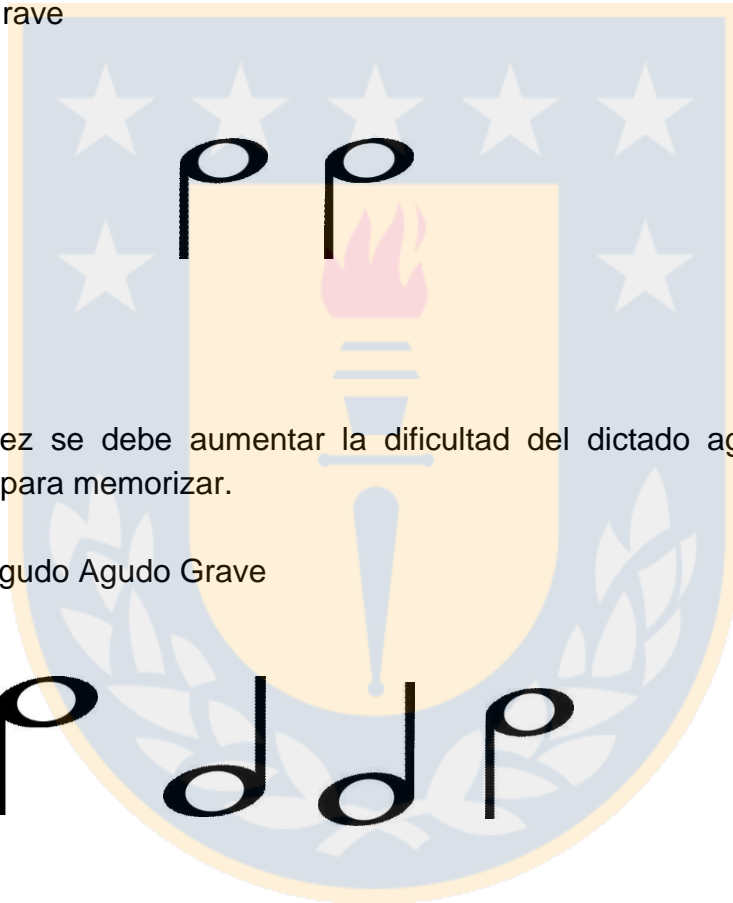 rave
ez se debe aumentar la dificultad del dictado ag
para memorizar.
gudo Agudo Grave